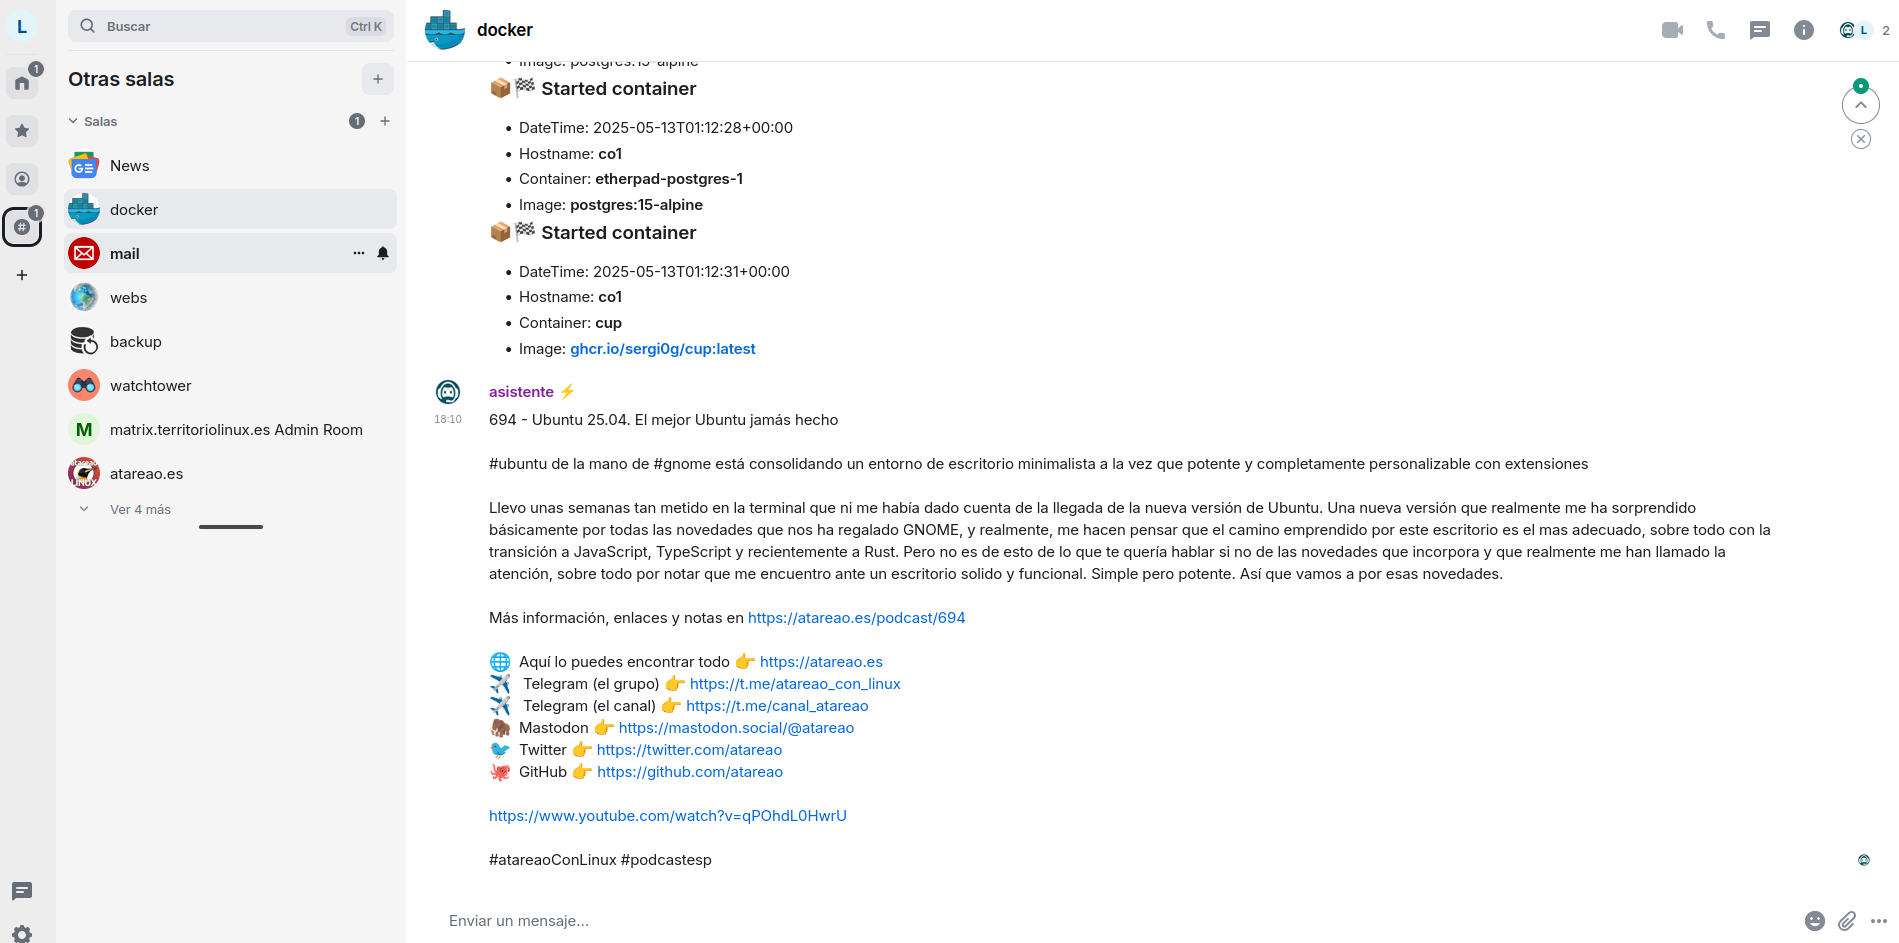 L
Buscar
Ctrl K
1
Otras salas
Salas
1
News
docker
1
mail
webs
backup
watchtower
M
matrix.territoriolinux.es Admin Room
atareao.es
Ver 4 más
docker
L
2
Image: postgres:15-alpine
Started container
DateTime: 2025-05-13T01:12:28+00:00
Hostname: co1
Container: etherpad-postgres-1
Image: postgres:15-alpine
Started container
DateTime: 2025-05-13T01:12:31+00:00
Hostname: co1
Container: cup
Image: ghcr.io/sergi0g/cup:latest
asistente ⚡
18:10
694 - Ubuntu 25.04. El mejor Ubuntu jamás hecho
#ubuntu de la mano de #gnome está consolidando un entorno de escritorio minimalista a la vez que potente y completamente personalizable con extensiones
Llevo unas semanas tan metido en la terminal que ni me había dado cuenta de la llegada de la nueva versión de Ubuntu. Una nueva versión que realmente me ha sorprendido
básicamente por todas las novedades que nos ha regalado GNOME, y realmente, me hacen pensar que el camino emprendido por este escritorio es el mas adecuado, sobre todo con la
transición a JavaScript, TypeScript y recientemente a Rust. Pero no es de esto de lo que te quería hablar si no de las novedades que incorpora y que realmente me han llamado la
atención, sobre todo por notar que me encuentro ante un escritorio solido y funcional. Simple pero potente. Así que vamos a por esas novedades.
Más información, enlaces y notas en https://atareao.es/podcast/694
🌐 Aquí lo puedes encontrar todo 👉 https://atareao.es
✈️ Telegram (el grupo) 👉 https://t.me/atareao_con_linux
✈️ Telegram (el canal) 👉 https://t.me/canal_atareao
🦣 Mastodon 👉 https://mastodon.social/@atareao
🐦 Twitter 👉 https://twitter.com/atareao
🐙 GitHub 👉 https://github.com/atareao
https://www.youtube.com/watch?v=qPOhdL0HwrU
#atareaoConLinux #podcastesp
Enviar un mensaje...